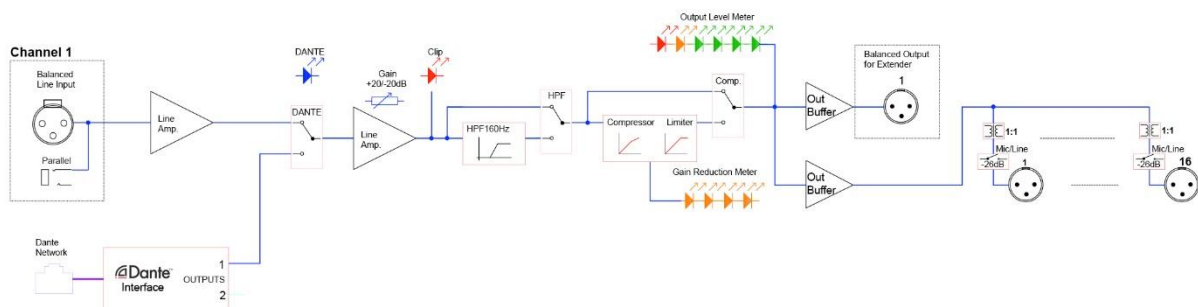 Channel 1
Balanced
Line Input
Parallel
Line
Amp.
DANTE
DANTE
Gain
+20/-20dB
Line
Amp.
Clip
HPF160Hz
HPF
Output Level Meter
Comp.
Compressor
Limiter
Gain Reduction Meter
Out
Buffer
Balanced Output
for Extender
1
Out
Buffer
1:1
1:1
Mic/Line
-26dB
1
Mic/Line
-26dB
16
Dante
Network
Dante™
Interface
1
OUTPUTS
2